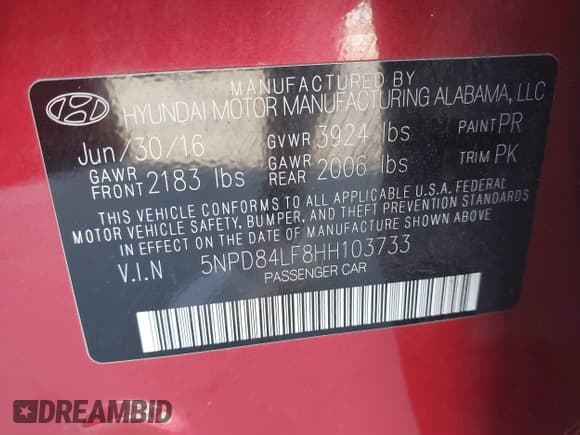 MANUFACTURED BY
HYUNDAI MOTOR MANUFACTURING ALABAMA, LLC
Jun/30/16 GVWR 3924 lbs PAINT PR
GAWR FRONT 2183 lbs GAWR REAR 2006 lbs TRIM PK
THIS VEHICLE CONFORMS TO ALL APPLICABLE U.S.A. FEDERAL
MOTOR VEHICLE SAFETY, BUMPER, AND THEFT PREVENTION STANDARDS
IN EFFECT ON THE DATE OF MANUFACTURE SHOWN ABOVE.
V.I.N 5NPD84LF8HH103733
PASSENGER CAR
DREAMBID